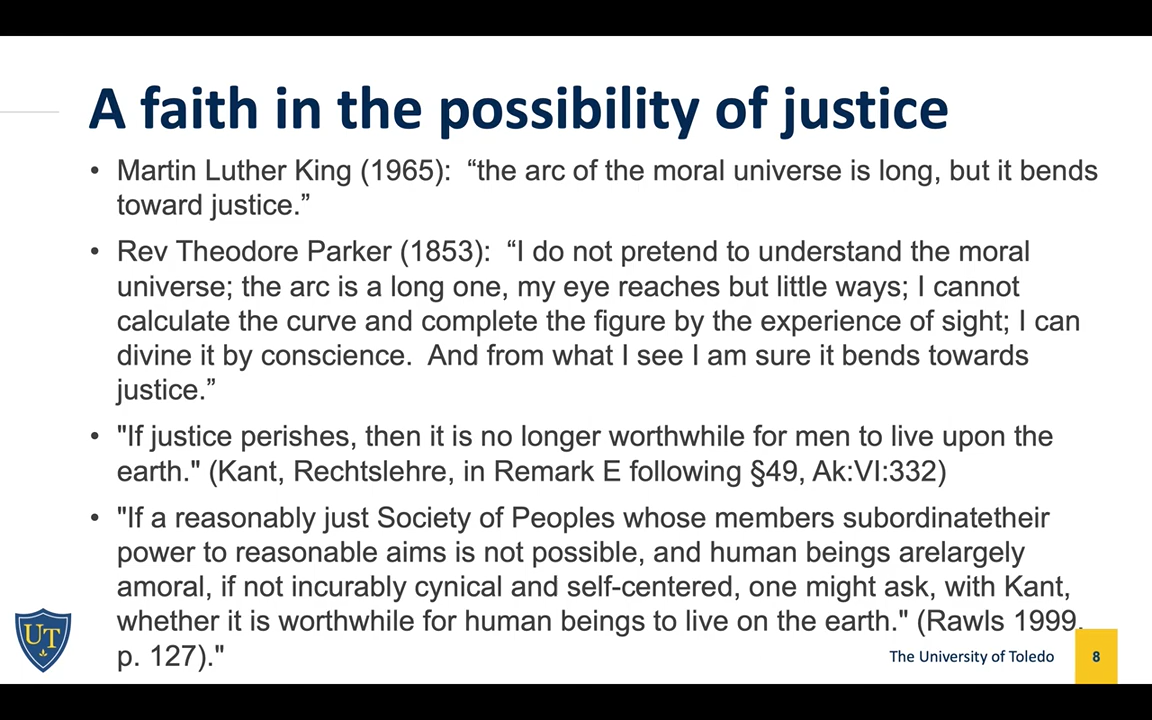 A faith in the possibility of justice
• Martin Luther King (1965): “the arc of the moral universe is long, but it bends
toward justice.”
• Rev Theodore Parker (1853): “I do not pretend to understand the moral
universe; the arc is a long one, my eye reaches but little ways; I cannot
calculate the curve and complete the figure by the experience of sight; I can
divine it by conscience. And from what I see I am sure it bends towards
justice.”
• "If justice perishes, then it is no longer worthwhile for men to live upon the
earth." (Kant, Rechtslehre, in Remark E following §49, Ak:VI:332)
• "If a reasonably just Society of Peoples whose members subordinatetheir
power to reasonable aims is not possible, and human beings arelargely
amoral, if not incurably cynical and self-centered, one might ask, with Kant,
whether it is worthwhile for human beings to live on the earth." (Rawls 1999,
p. 127)."
UT
The University of Toledo
8